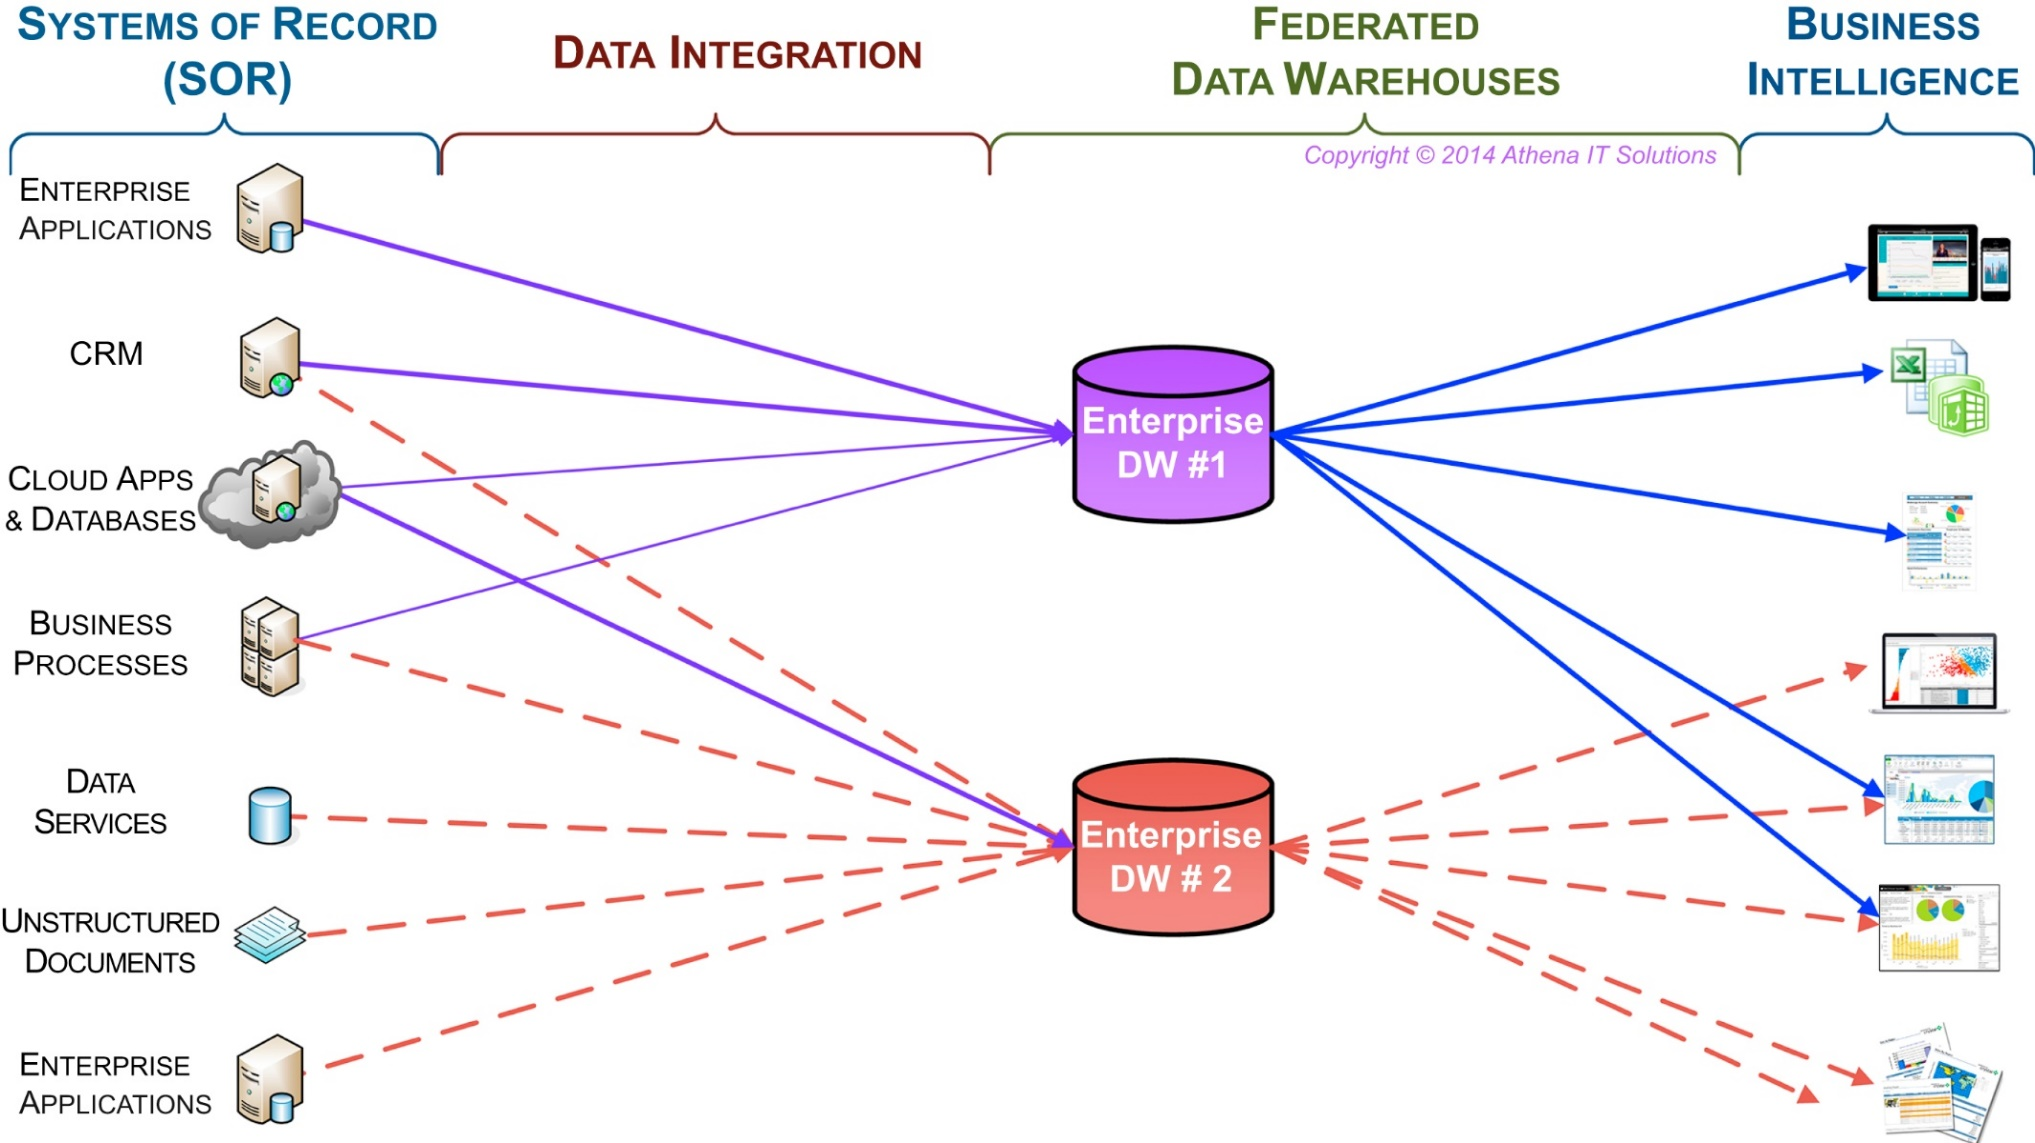 SYSTEMS OF RECORD
(SOR)
DATA INTEGRATION
FEDERATED
DATA WAREHOUSES
BUSINESS
INTELLIGENCE
Copyright © 2014 Athena IT Solutions
ENTERPRISE
APPLICATIONS
CRM
CLOUD APPS
& DATABASES
BUSINESS
PROCESSES
DATA
SERVICES
UNSTRUCTURED
DOCUMENTS
ENTERPRISE
APPLICATIONS
Enterprise
DW #1
Enterprise
DW # 2